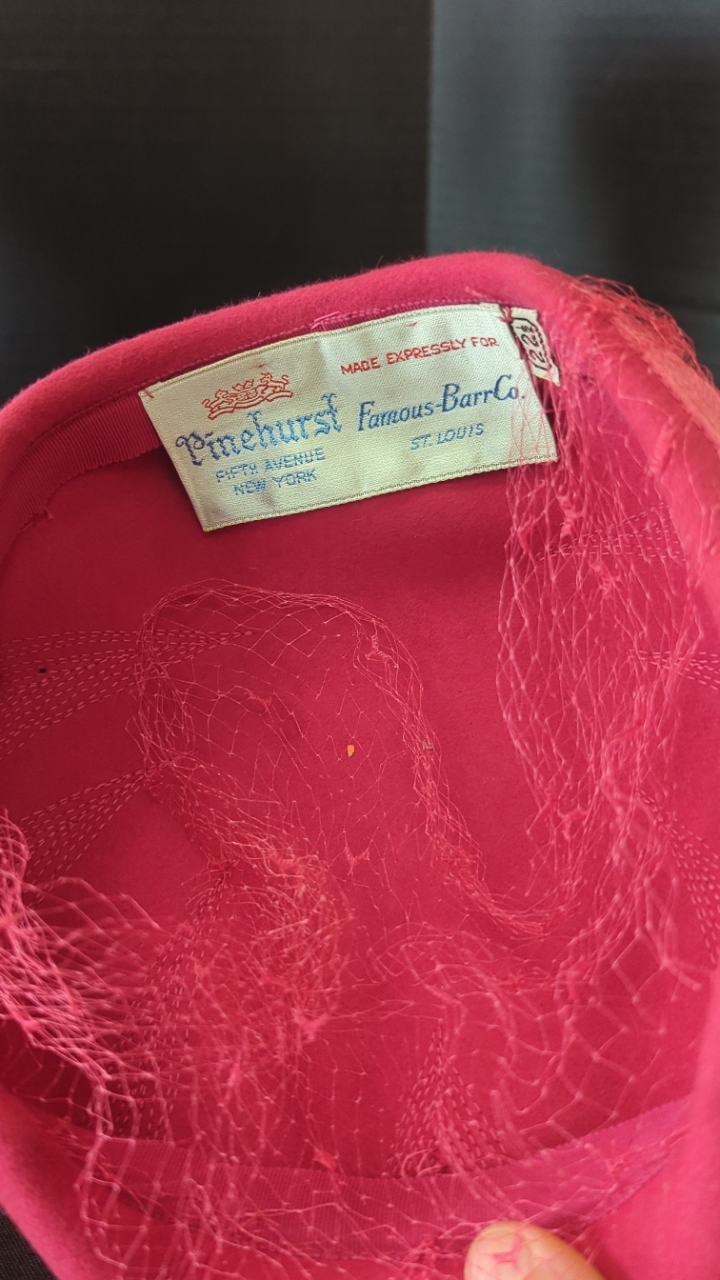 Pinehurst
FIFTH AVENUE
NEW YORK
MADE EXPRESSLY FOR
Famous-Barr Co.
ST. LOUIS